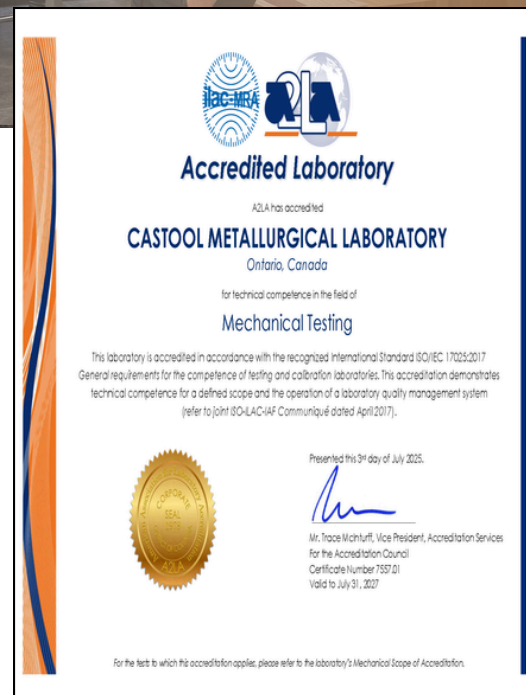 ilac-MRA
A2LA
Accredited Laboratory
A2LA has accredited
CASTOOL METALLURGICAL LABORATORY
Ontario, Canada
for technical competence in the field of
Mechanical Testing
This laboratory is accredited in accordance with the recognized International Standard ISO/IEC 17025:2017
General requirements for the competence of testing and calibration laboratories. This accreditation demonstrates
technical competence for a defined scope and the operation of a laboratory quality management system
(refer to joint ISO-ILAC-IAF Communiqué dated April 2017).
CORPORATE
SEAL
A2LA
Presented this 3rd day of July 2025.
Mr. Trace McInturff, Vice President, Accreditation Services
For the Accreditation Council
Certificate Number 7557.01
Valid to July 31, 2027
For the tests to which this accreditation applies, please refer to the laboratory's Mechanical Scope of Accreditation.